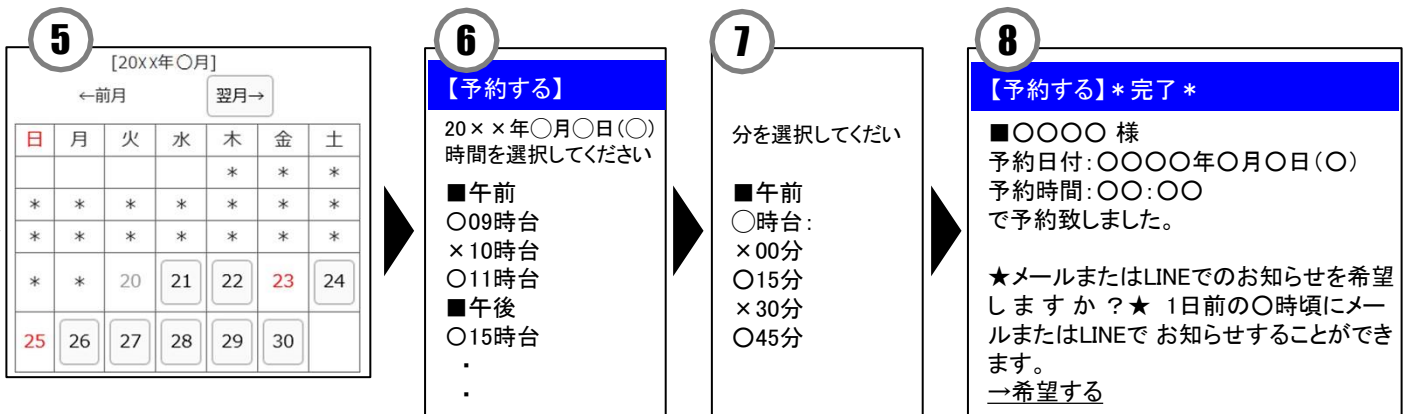 5
[20XX年〇月]
←前月 翌月→
日 月 火 水 木 金 土
* * *
* * * * * * *
* * * * * * *
* * 20 21 22 23 24
25 26 27 28 29 30
6
【予約する】
20××年◯月◯日(◯)
時間を選択してください
■午前
〇09時台
×10時台
〇11時台
■午後
〇15時台
・
・
7
分を選択してくだい
■午前
◯時台:
×00分
〇15分
×30分
〇45分
8
【予約する】*完了*
■〇〇〇〇 様
予約日付:〇〇〇〇年〇月〇日(〇)
予約時間:〇〇:〇〇
で予約致しました。
★メールまたはLINEでのお知らせを希望
しますか?★ 1日前の〇時頃にメー
ルまたはLINEで お知らせすることができ
ます。
→希望する